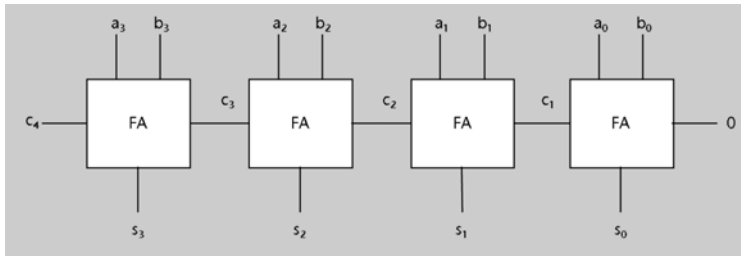 a₃ b₃ a₂ b₂ a₁ b₁ a₀ b₀
c₄ FA c₃ FA c₂ FA c₁ FA 0
s₃ s₂ s₁ s₀